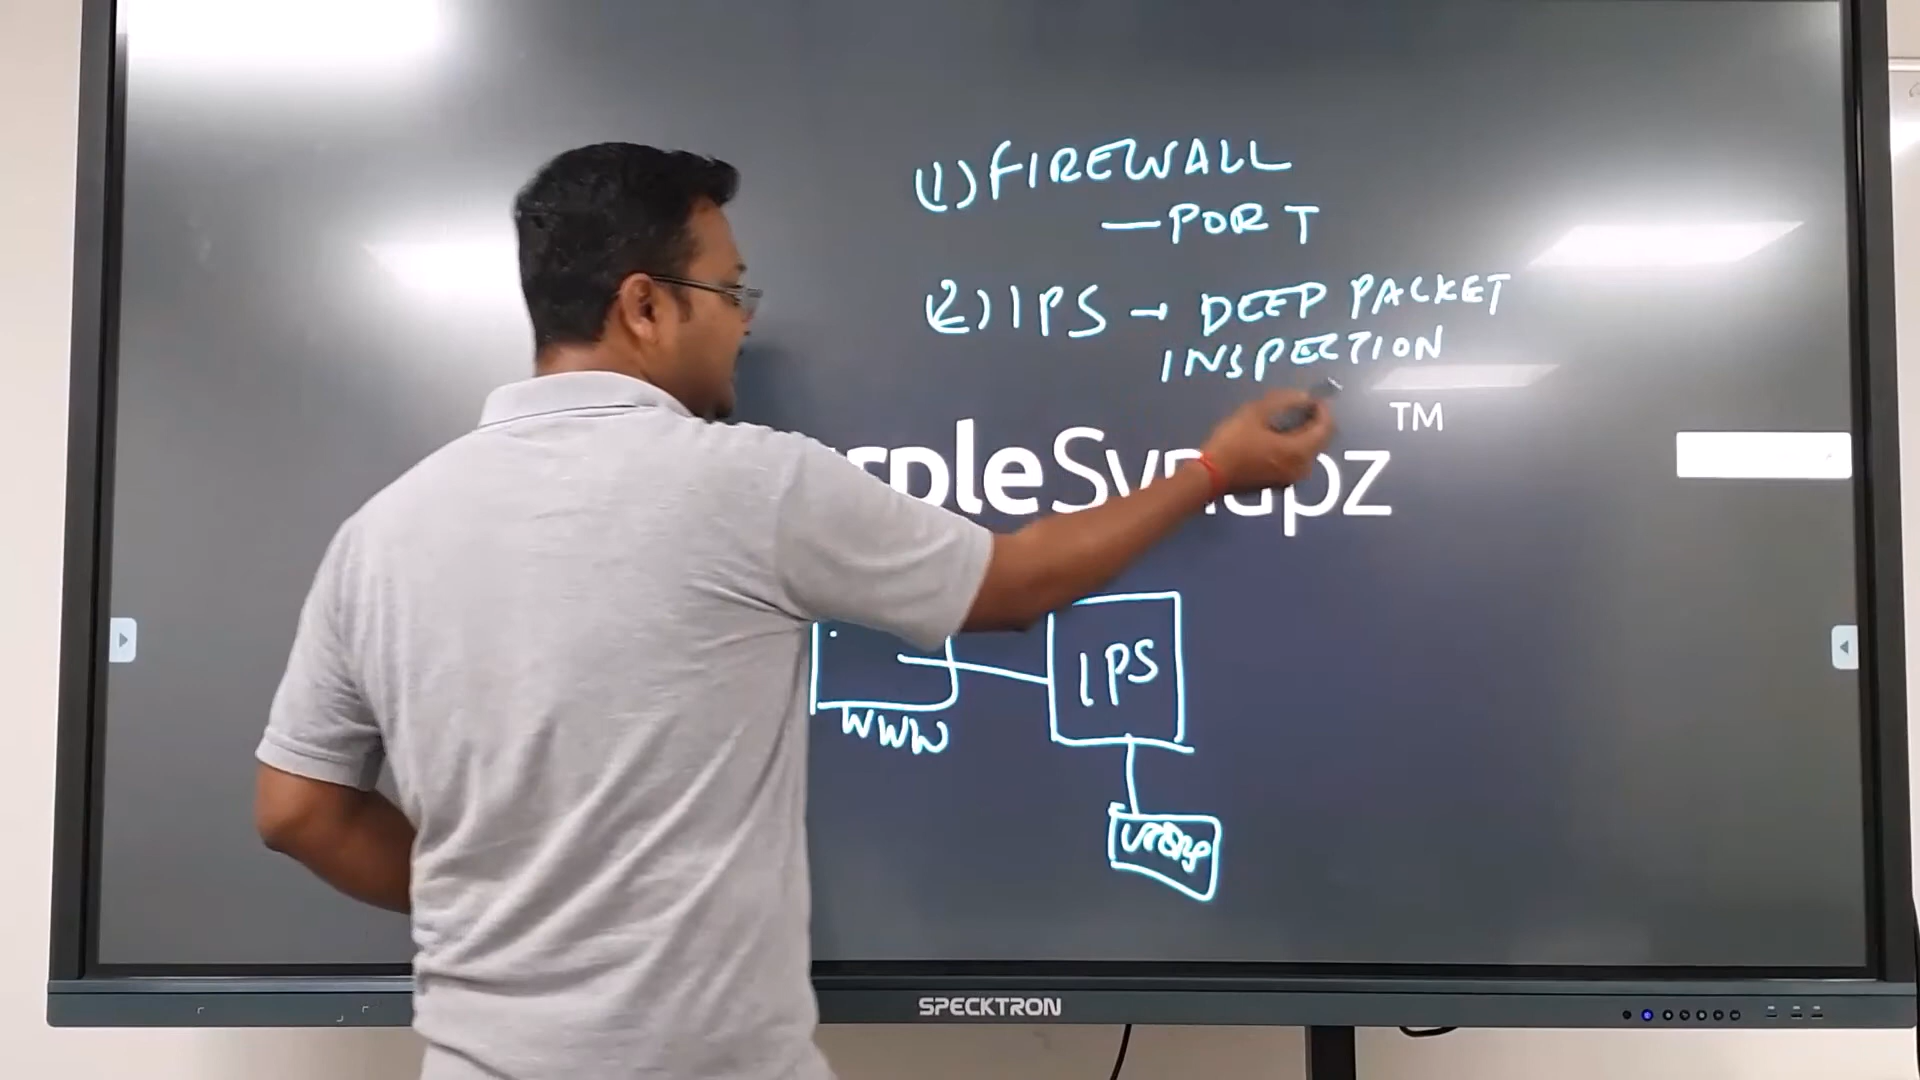 (1) FIREWALL
— PORT
(2) IPS → DEEP PACKET
INSPECTION
TM
IPS
WWW
SPECKTRON